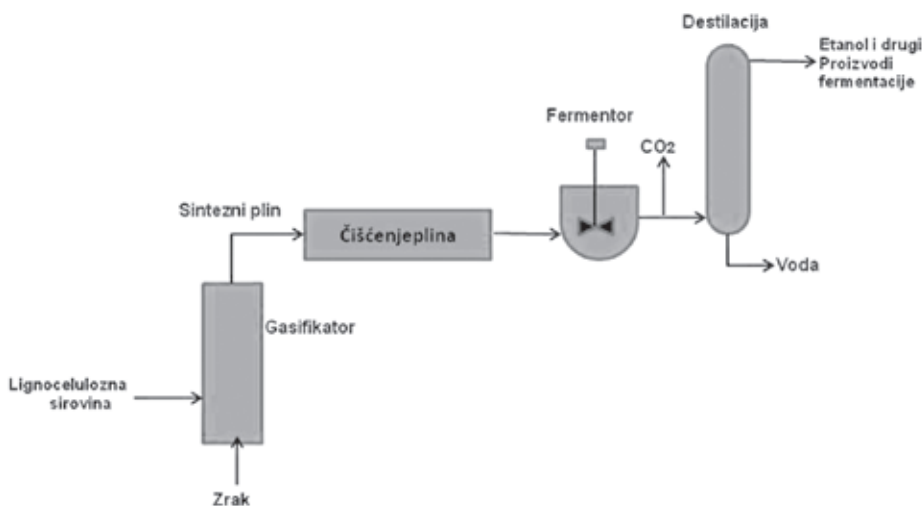 Destilacija
Etanol i drugi
Proizvodi
fermentacije
Fermentor
CO2
Sintezni plin
Čišćenjeplina
Voda
Gasifikator
Lignocelulozna
sirovina
Zrak